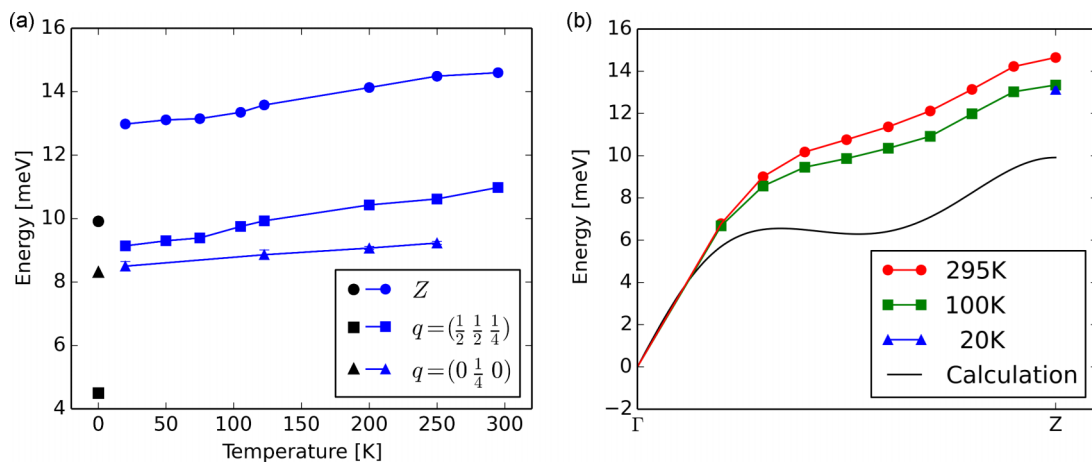 (a)
16
14
12
10
8
6
4
Energy [meV]
0 50 100 150 200 250 300
Temperature [K]
Z
q=(1/2 1/2 1/4)
q=(0 1/4 0)
(b)
16
14
12
10
8
6
4
2
0
−2
Energy [meV]
Γ Z
295K
100K
20K
Calculation